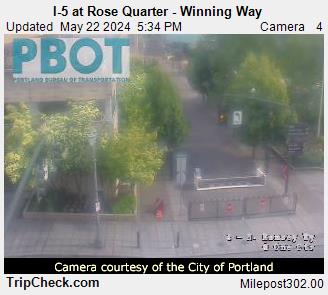 I-5 at Rose Quarter - Winning Way
Updated May 22 2024 5:34 PM Camera 4
PBOT
PORTLAND BUREAU OF TRANSPORTATION
Camera courtesy of the City of Portland
TripCheck.com Milepost302.00